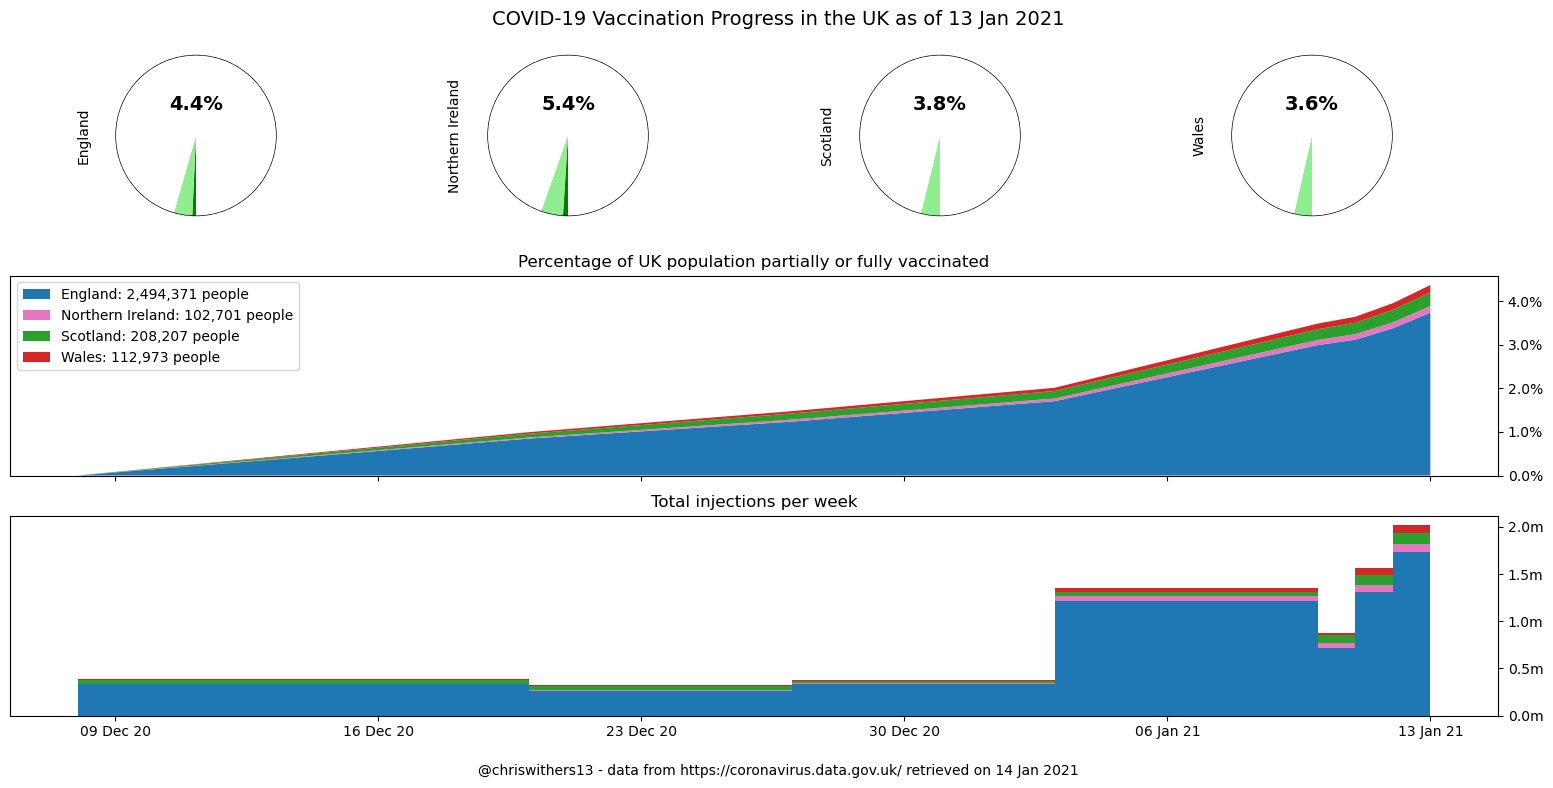 COVID-19 Vaccination Progress in the UK as of 13 Jan 2021
England
4.4%
Northern Ireland
5.4%
Scotland
3.8%
Wales
3.6%
Percentage of UK population partially or fully vaccinated
England: 2,494,371 people
Northern Ireland: 102,701 people
Scotland: 208,207 people
Wales: 112,973 people
4.0%
3.0%
2.0%
1.0%
0.0%
Total injections per week
2.0m
1.5m
1.0m
0.5m
0.0m
09 Dec 20 16 Dec 20 23 Dec 20 30 Dec 20 06 Jan 21 13 Jan 21
@chriswithers13 - data from https://coronavirus.data.gov.uk/ retrieved on 14 Jan 2021